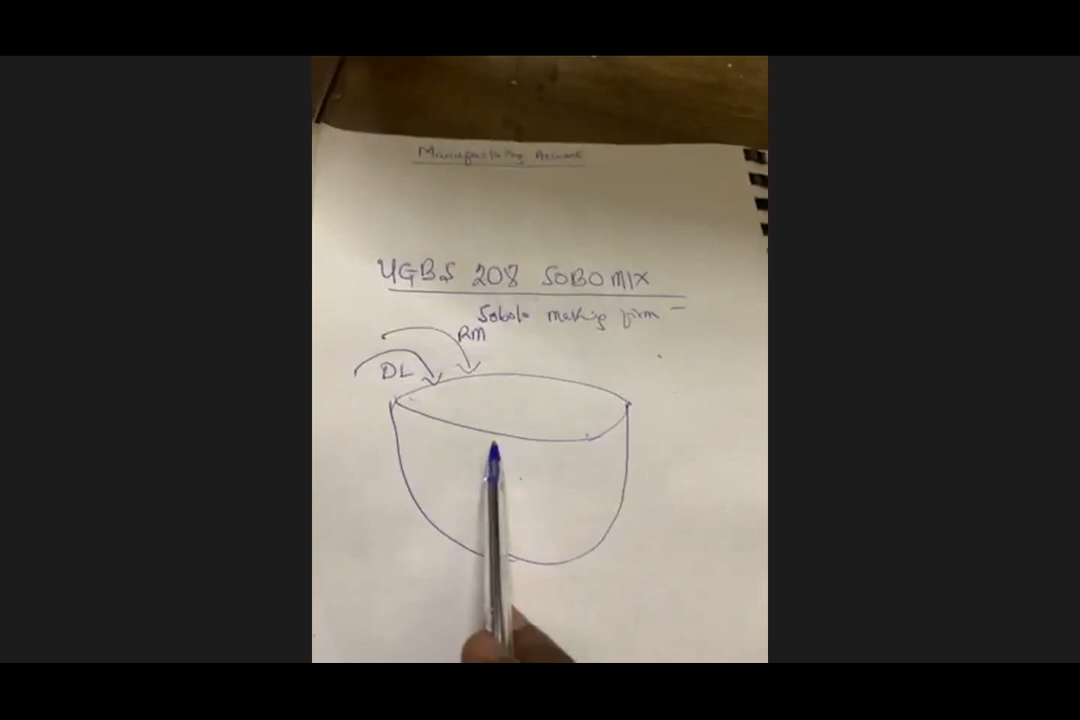 Manufacturing Account
UGBS 208 SOBOMIX
Sobolo making firm
RM
DL